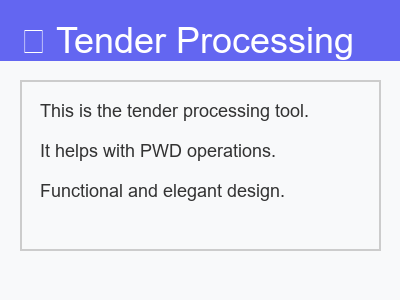 Tender Processing
This is the tender processing tool.
It helps with PWD operations.
Functional and elegant design.